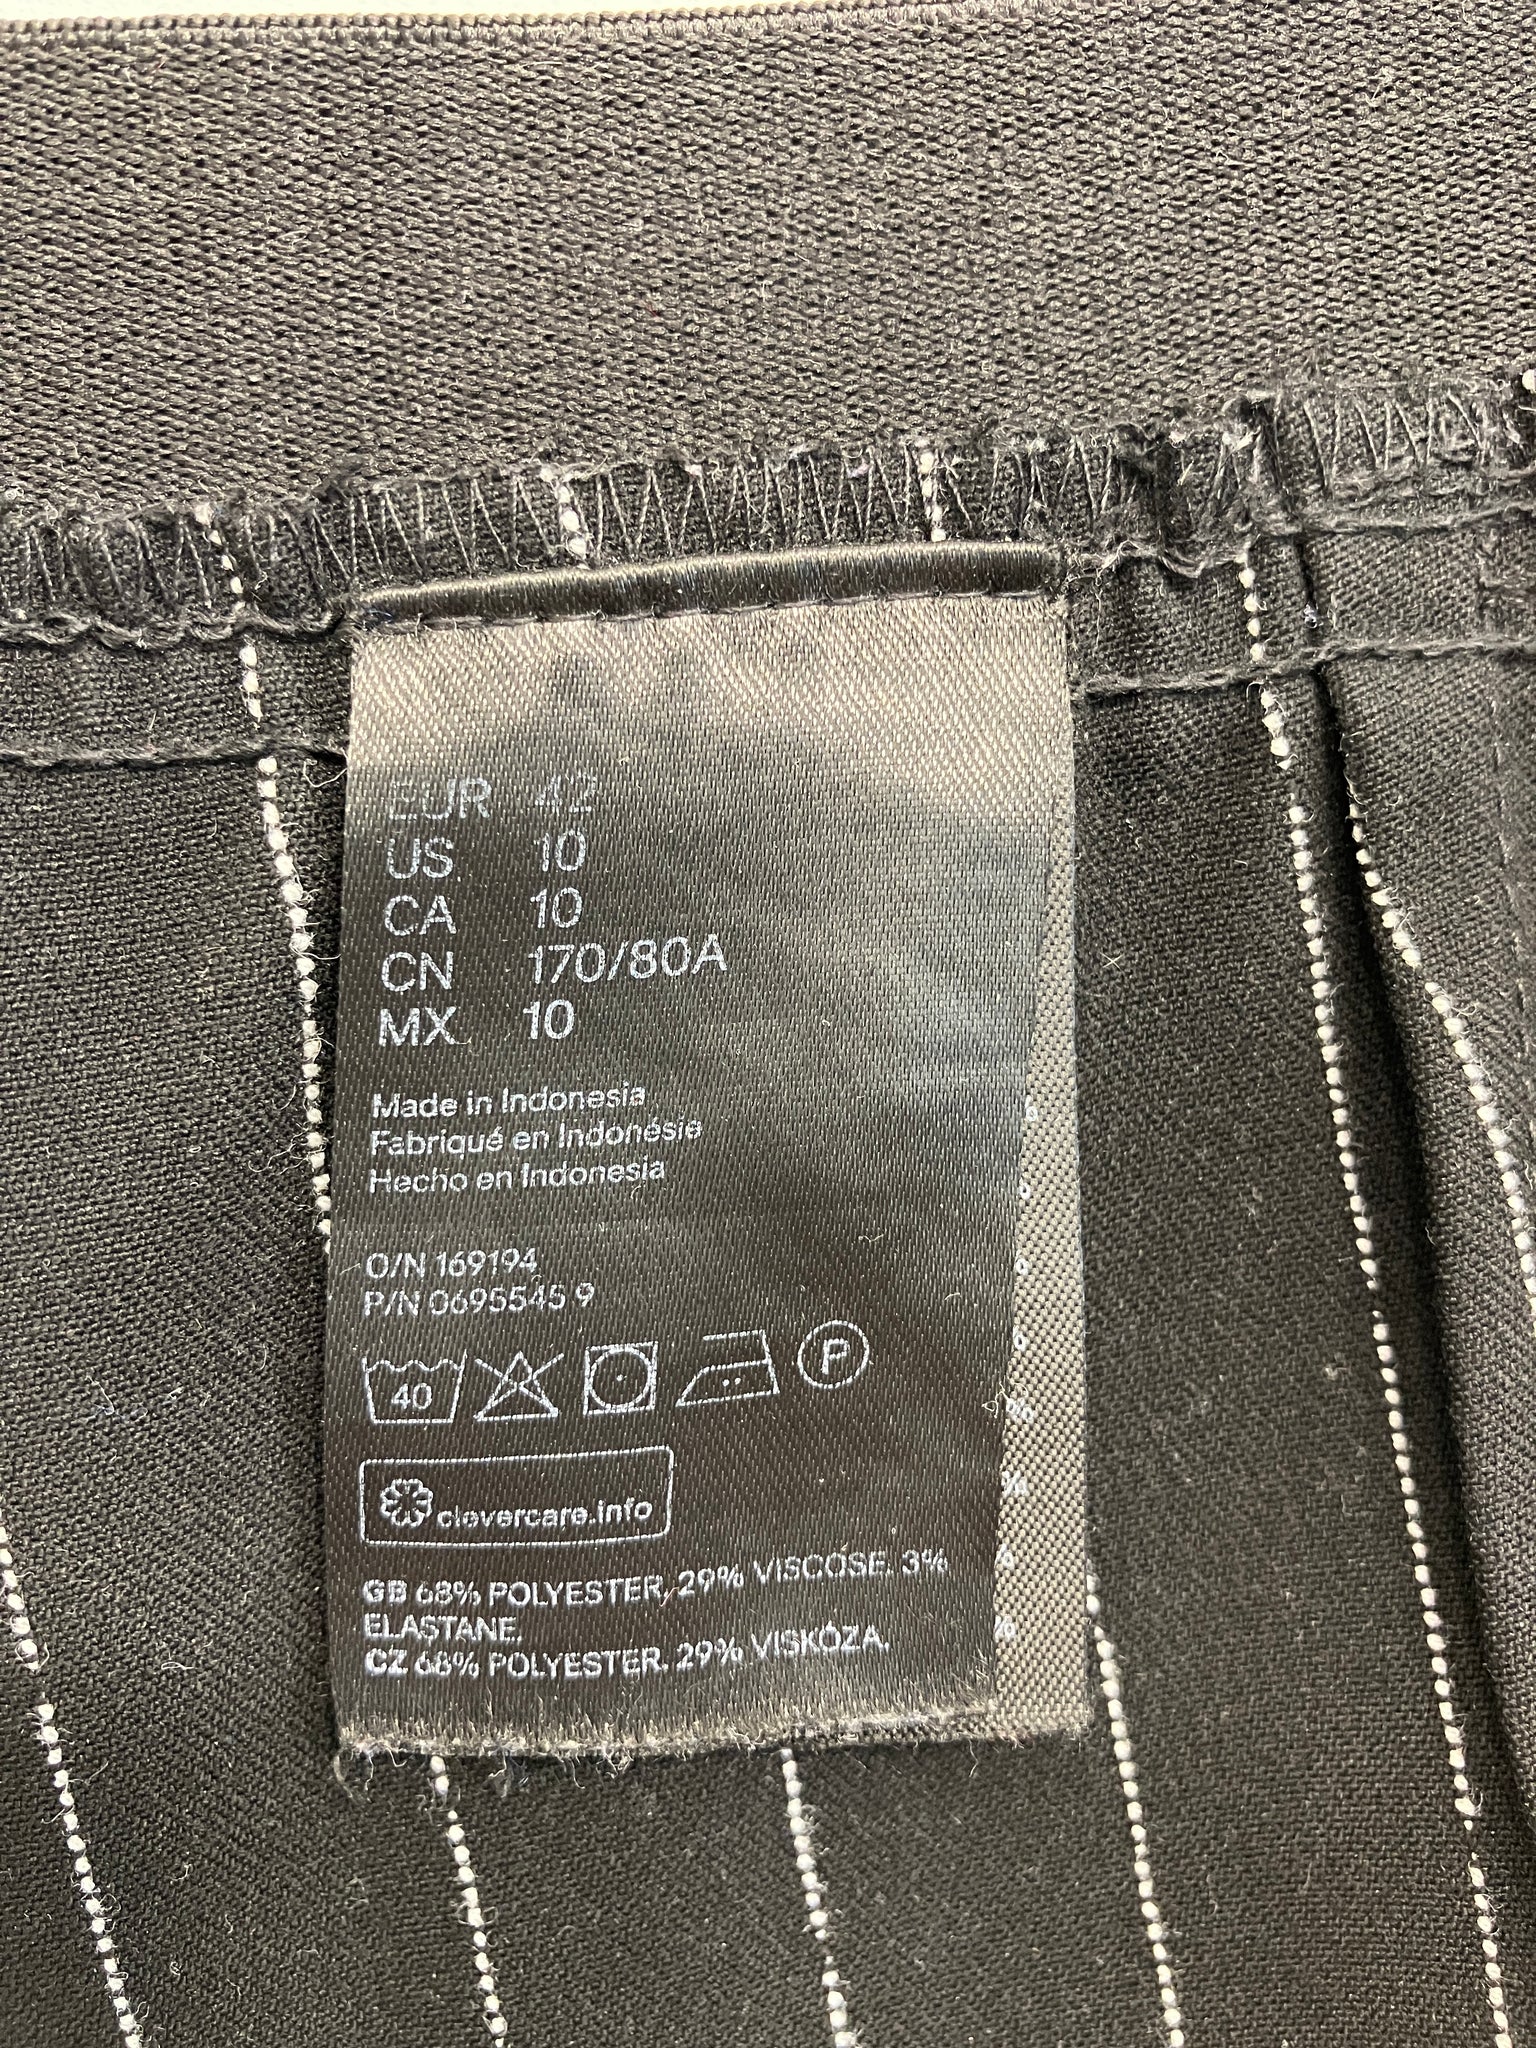 EUR 42
US 10
CA 10
CN 170/80A
MX 10
Made in Indonesia
Fabriqué en Indonésie
Hecho en Indonesia
O/N 169194
P/N 0695545 9
40
P
clevercare.info
GB 68% POLYESTER. 29% VISCOSE. 3%
ELASTANE.
CZ 68% POLYESTER. 29% VISKÓZA.